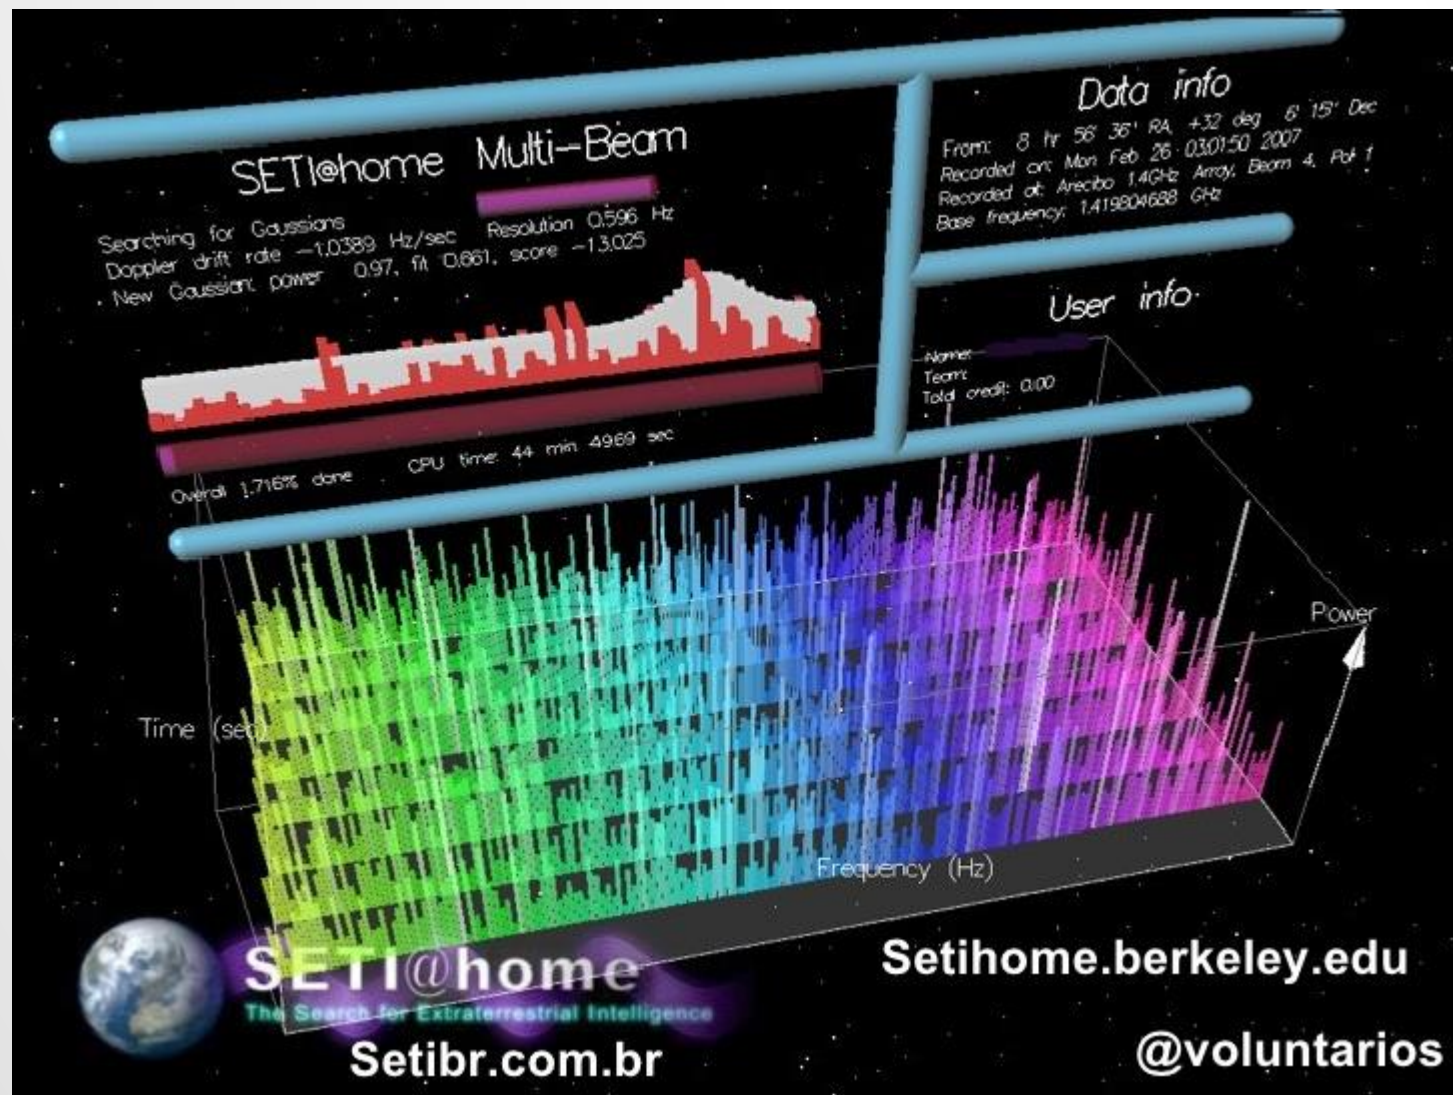 SETI@home Multi-Beam
Searching for Gaussians
Doppler drift rate -1.0389 Hz/sec Resolution 0.596 Hz
New Gaussian: power 0.97, fit 0.661, score -13.025
Overall 1.716% done CPU time: 44 min 49.69 sec
Data info
From: 8 hr 56' 36" RA, +32 deg 6' 15" Dec
Recorded on: Mon Feb 26 03:01:50 2007
Recorded at: Arecibo 1.4GHz Array, Beam 4, Pol 1
Base frequency: 1.419804688 GHz
User info
Name:
Team:
Total credit: 0.00
Power
Time (sec)
Frequency (Hz)
SETI@home
The Search for Extraterrestrial Intelligence
Setihome.berkeley.edu
Setibr.com.br
@voluntarios